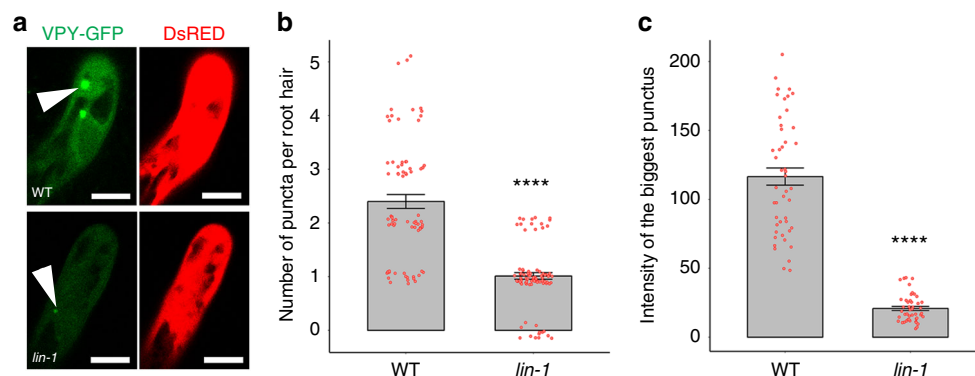 a
VPY-GFP
DsRED
WT
lin-1
b
Number of puncta per root hair
5
4
3
2
1
0
****
WT
lin-1
c
Intensity of the biggest punctus
200
150
100
50
0
****
WT
lin-1